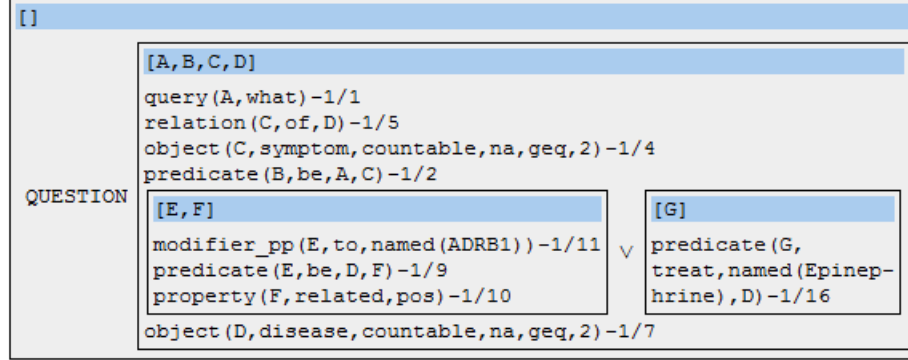 []
[A,B,C,D]
query(A,what)-1/1
relation(C,of,D)-1/5
object(C,symptom,countable,na,geq,2)-1/4
predicate(B,be,A,C)-1/2
QUESTION
[E,F]
modifier_pp(E,to,named(ADRB1))-1/11
predicate(E,be,D,F)-1/9
property(F,related,pos)-1/10
∨
[G]
predicate(G,
treat,named(Epinep-
hrine),D)-1/16
object(D,disease,countable,na,geq,2)-1/7